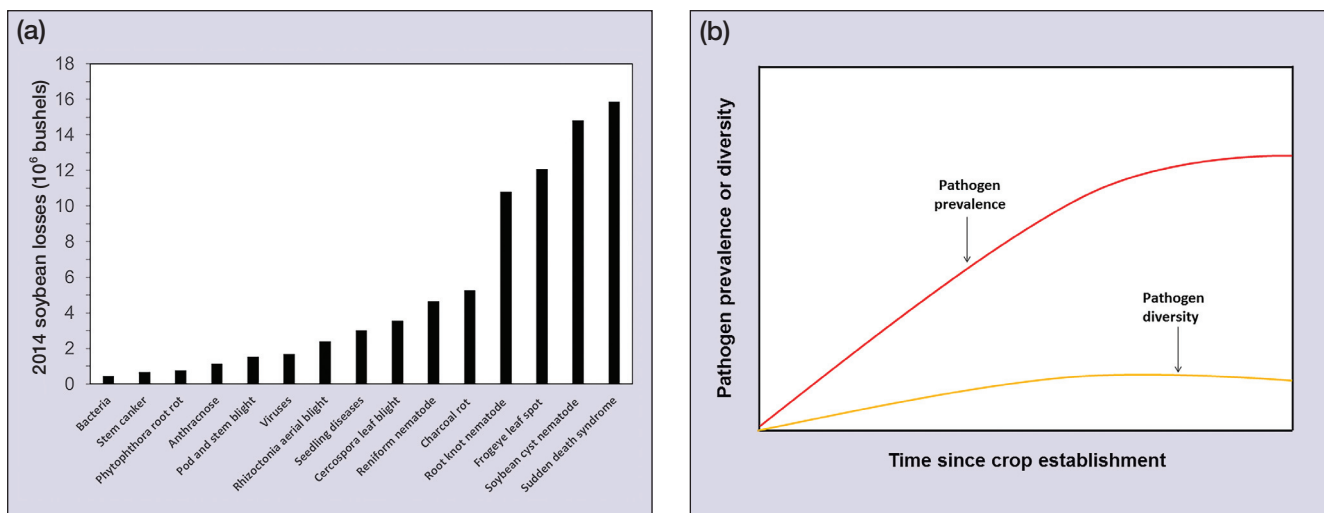 (a)
2014 soybean losses (10⁶ bushels)
18
16
14
12
10
8
6
4
2
0
Bacteria
Stem canker
Phytophthora root rot
Anthracnose
Pod and stem blight
Viruses
Rhizoctonia aerial blight
Seedling diseases
Cercospora leaf blight
Reniform nematode
Charcoal rot
Root knot nematode
Frogeye leaf spot
Soybean cyst nematode
Sudden death syndrome
(b)
Pathogen prevalence or diversity
Pathogen
prevalence
Pathogen
diversity
Time since crop establishment